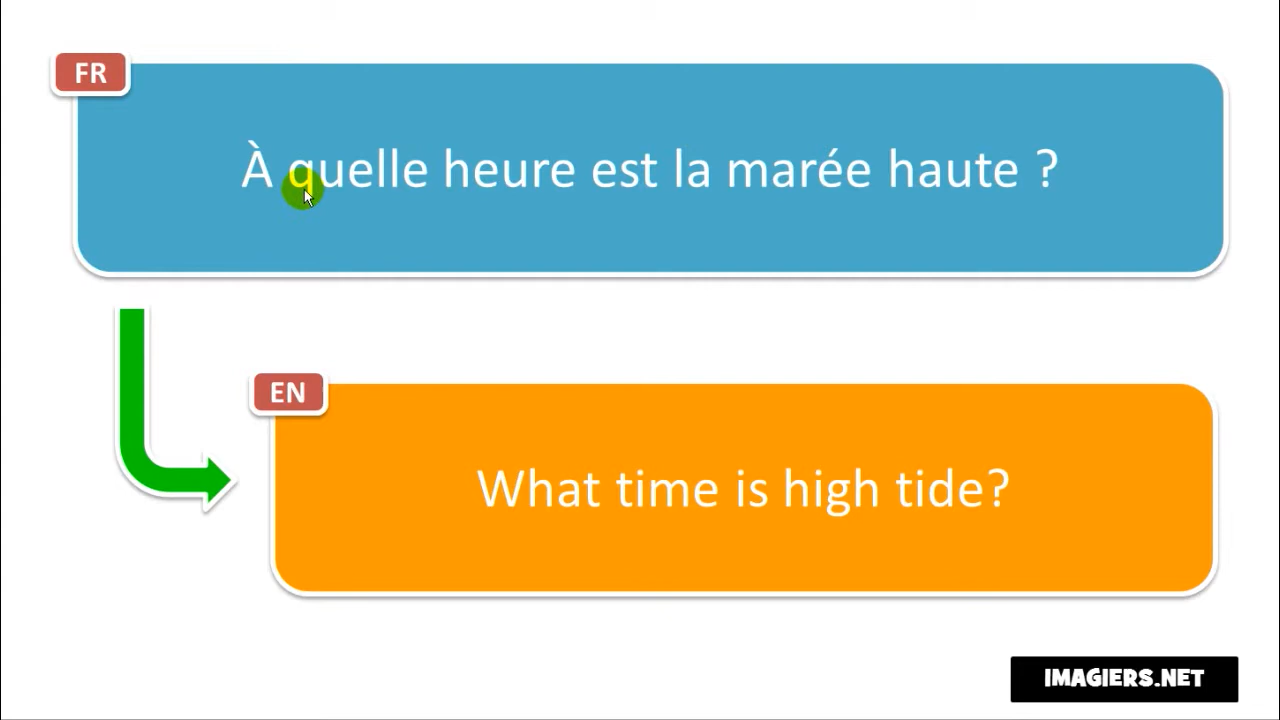 FR
À quelle heure est la marée haute ?
EN
What time is high tide?
IMAGIERS.NET